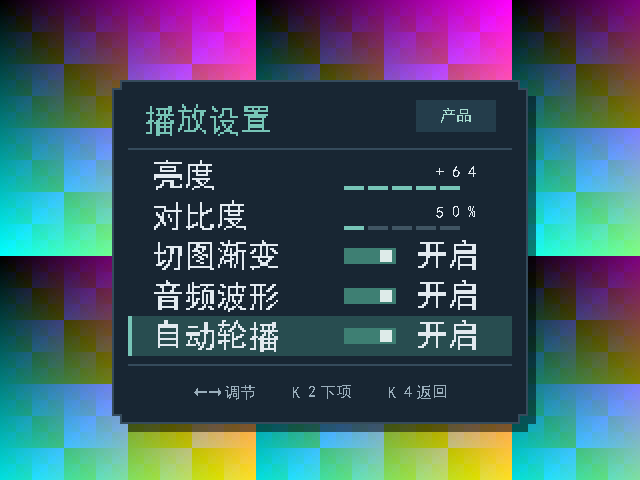 播放设置 产品
亮度 +64
对比度 50%
切图渐变 开启
音频波形 开启
自动轮播 开启
←→调节 K2下项 K4返回